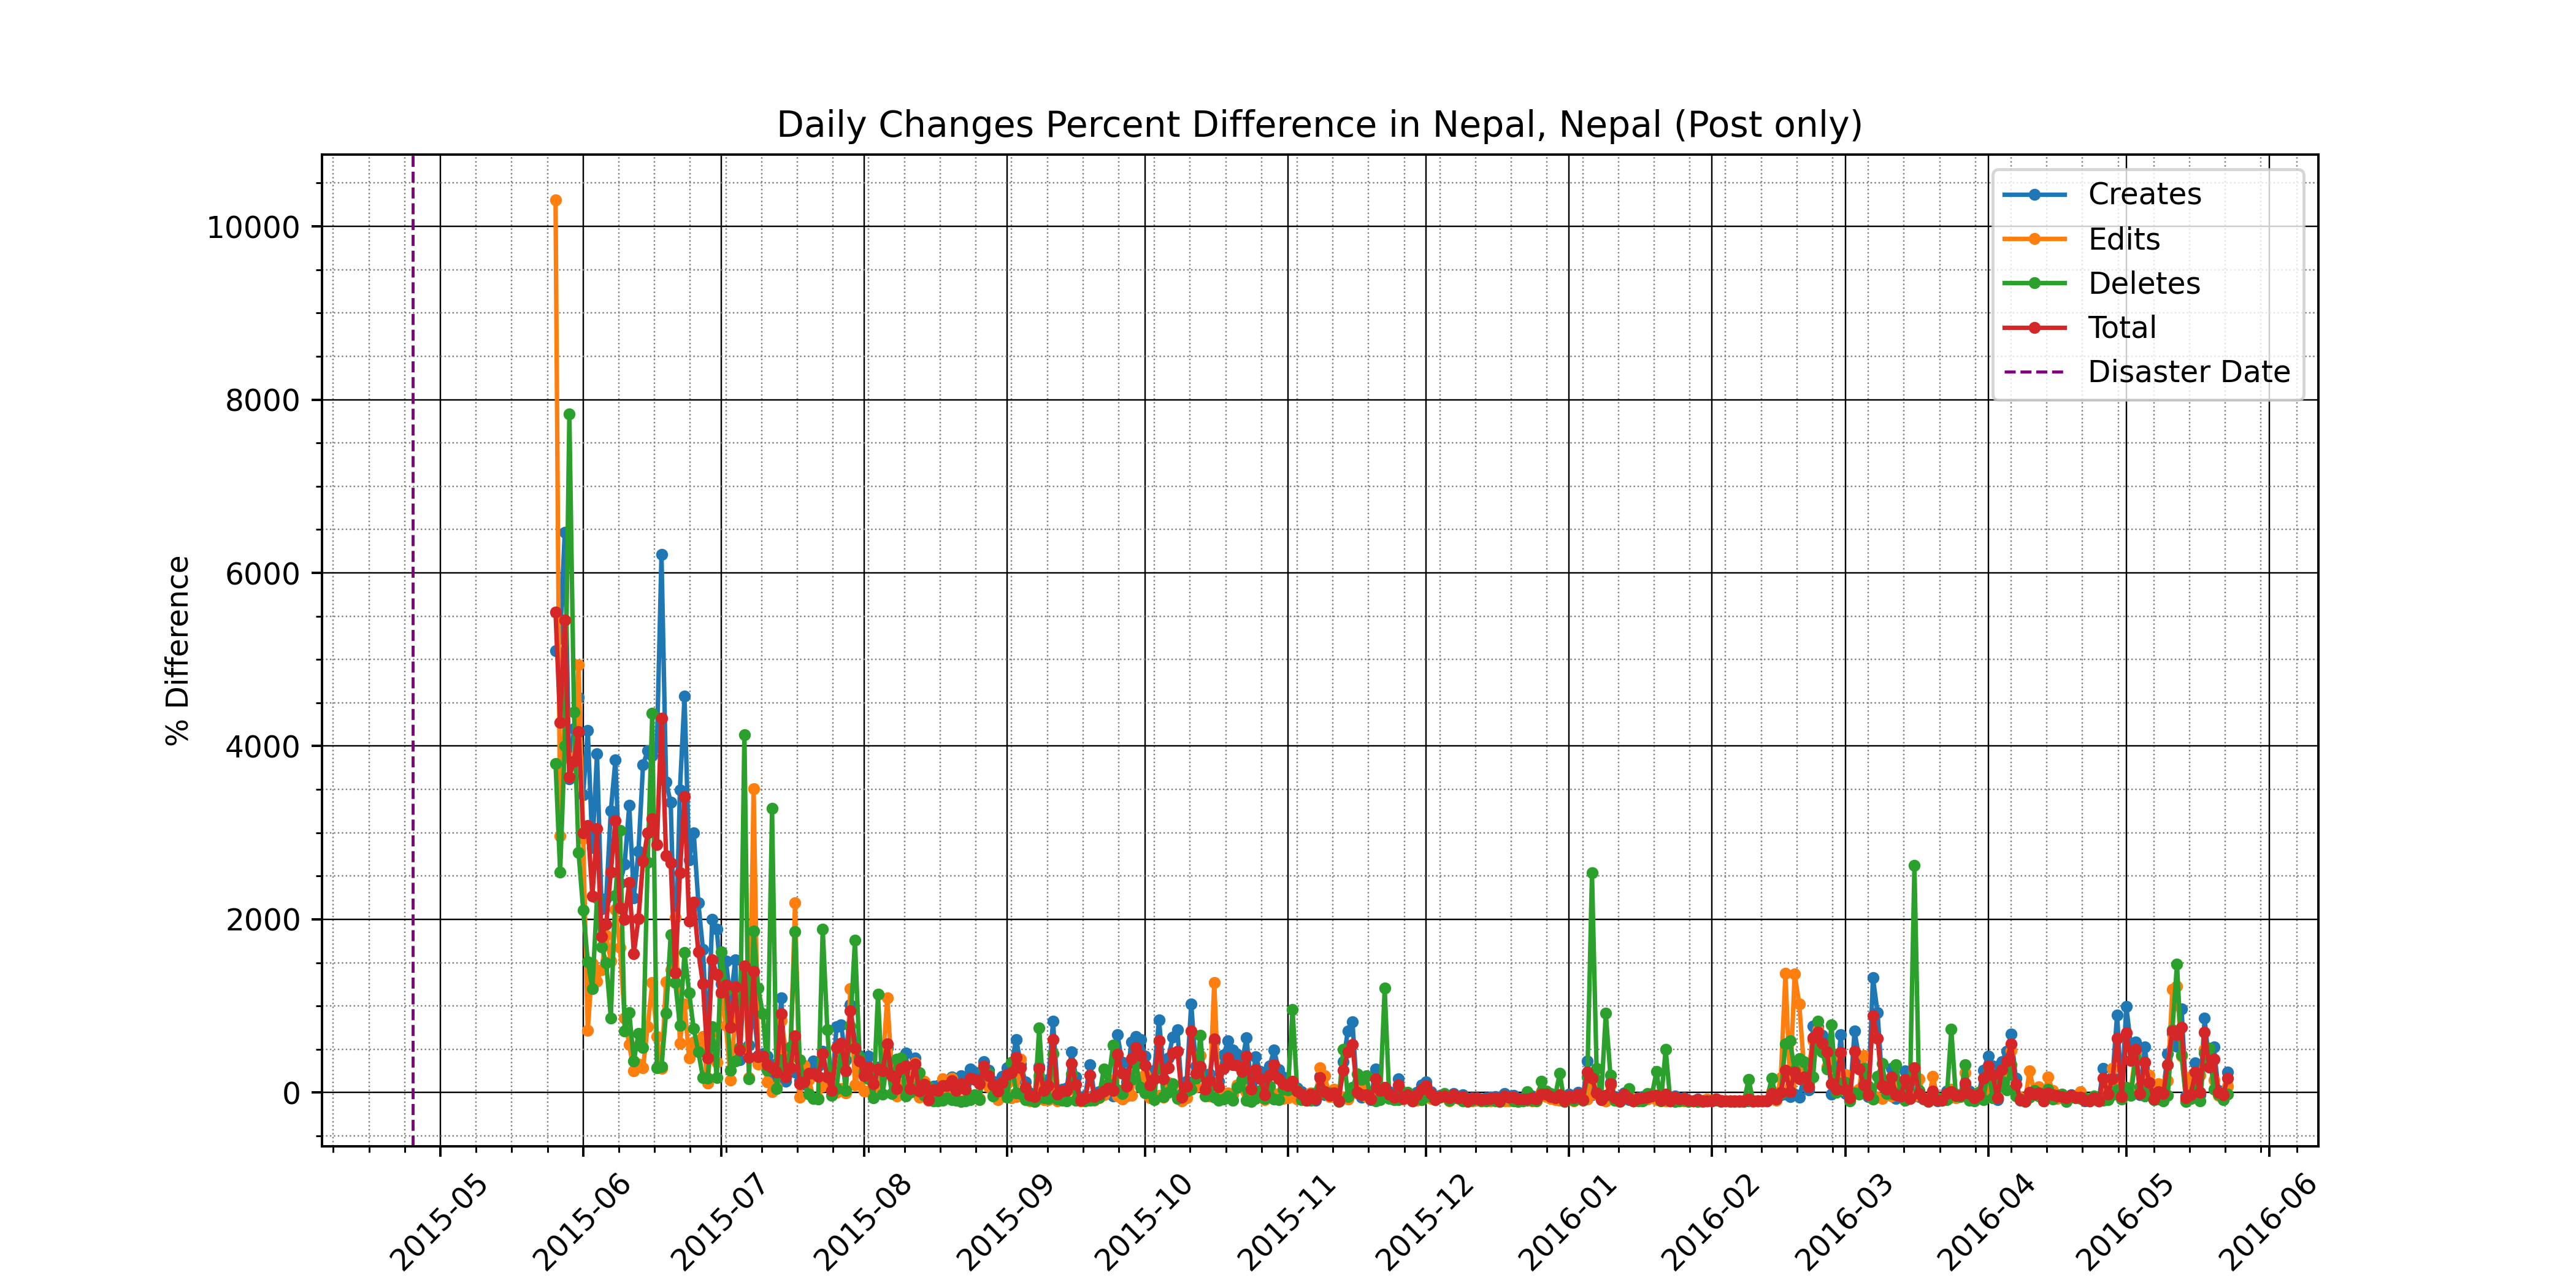 Daily Changes Percent Difference in Nepal, Nepal (Post only)
% Difference
10000
8000
6000
4000
2000
0
Creates
Edits
Deletes
Total
Disaster Date
2015-05
2015-06
2015-07
2015-08
2015-09
2015-10
2015-11
2015-12
2016-01
2016-02
2016-03
2016-04
2016-05
2016-06